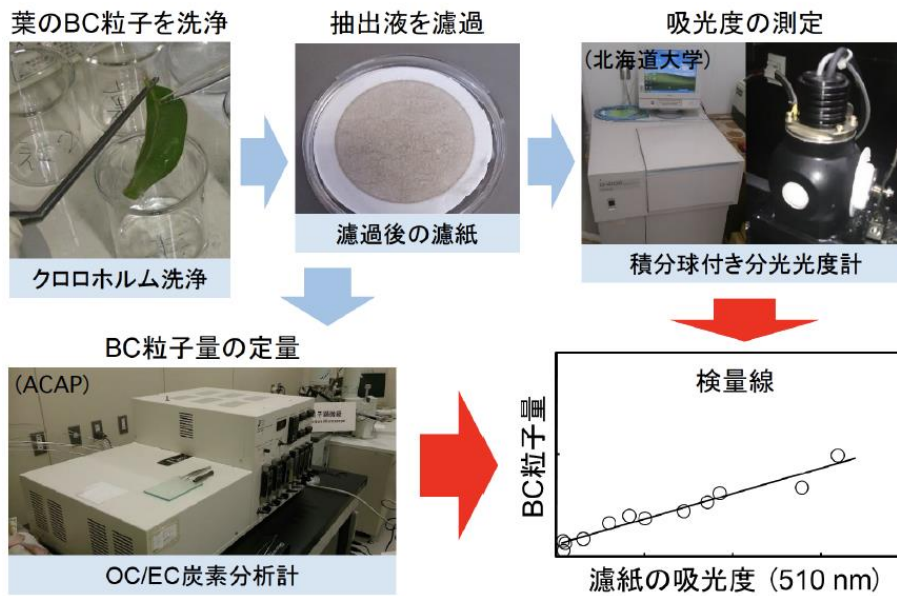 葉のBC粒子を洗浄
抽出液を濾過
吸光度の測定
(北海道大学)
クロロホルム洗浄
濾過後の濾紙
積分球付き分光光度計
BC粒子量の定量
(ACAP)
OC/EC炭素分析計
検量線
BC粒子量
濾紙の吸光度 (510 nm)